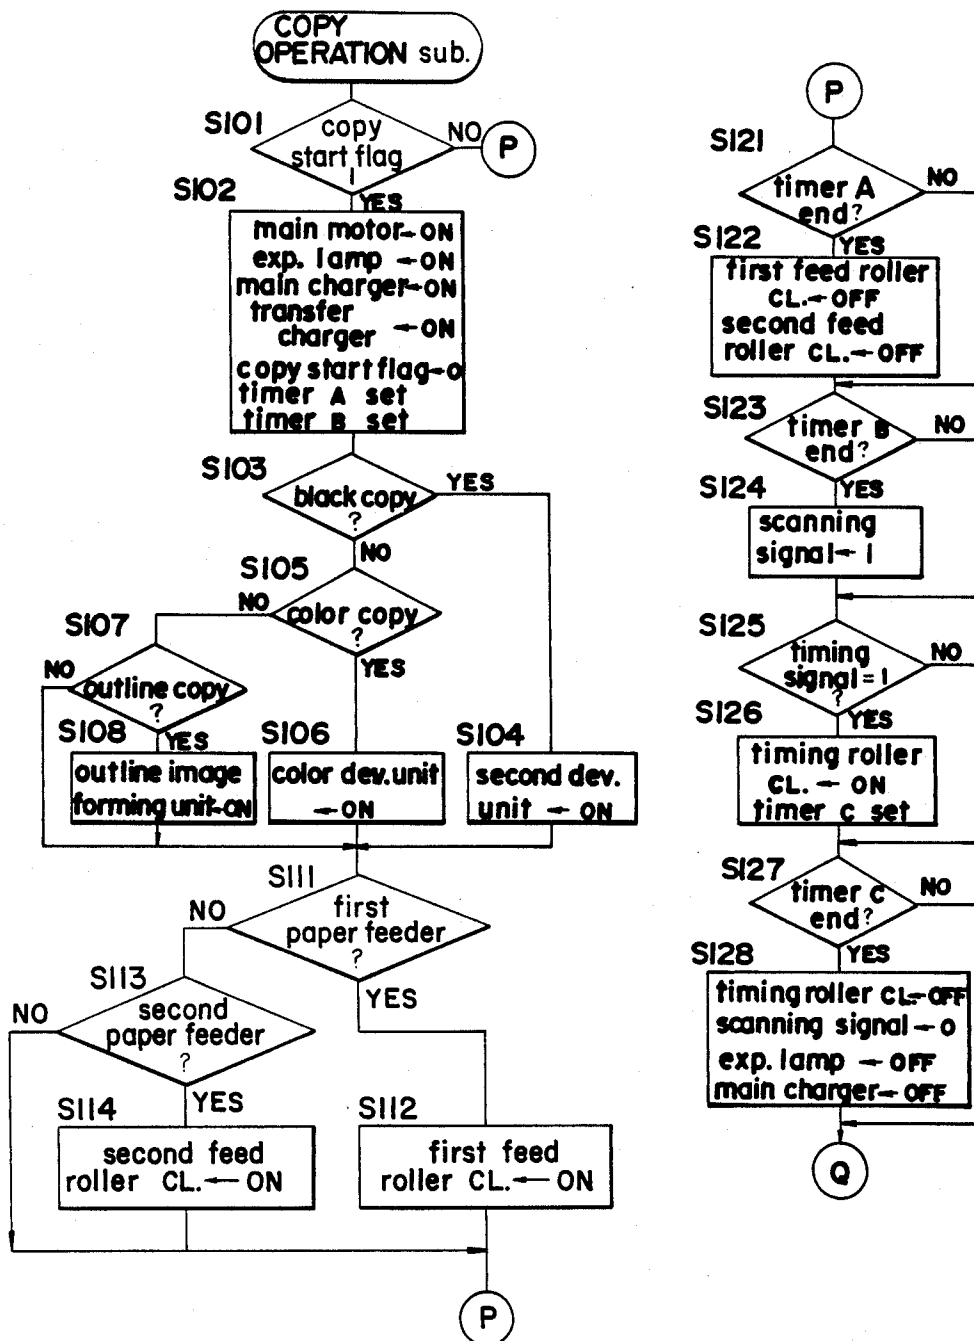 COPY
OPERATION sub.
S101
copy
start flag
1
NO
P
YES
S102
main motor←ON
exp. lamp ←ON
main charger←ON
transfer
charger ←ON
copy start flag←0
timer A set
timer B set
S103
black copy
?
YES
NO
S105
color copy
?
NO
YES
S107
outline copy
?
NO
YES
S108
outline image
forming unit←ON
S106
color dev. unit
←ON
S104
second dev.
unit ← ON
S111
first
paper feeder
?
NO
YES
S113
second
paper feeder
?
NO
YES
S114
second feed
roller CL.← ON
S112
first feed
roller CL.← ON
P
P
S121
timer A
end?
NO
YES
S122
first feed roller
CL.←OFF
second feed
roller CL.←OFF
S123
timer B
end?
NO
YES
S124
scanning
signal← 1
S125
timing
signal=1
?
NO
YES
S126
timing roller
CL. ← ON
timer C set
S127
timer C
end?
NO
YES
S128
timing roller CL.←OFF
scanning signal←0
exp. lamp ←OFF
main charger←OFF
Q